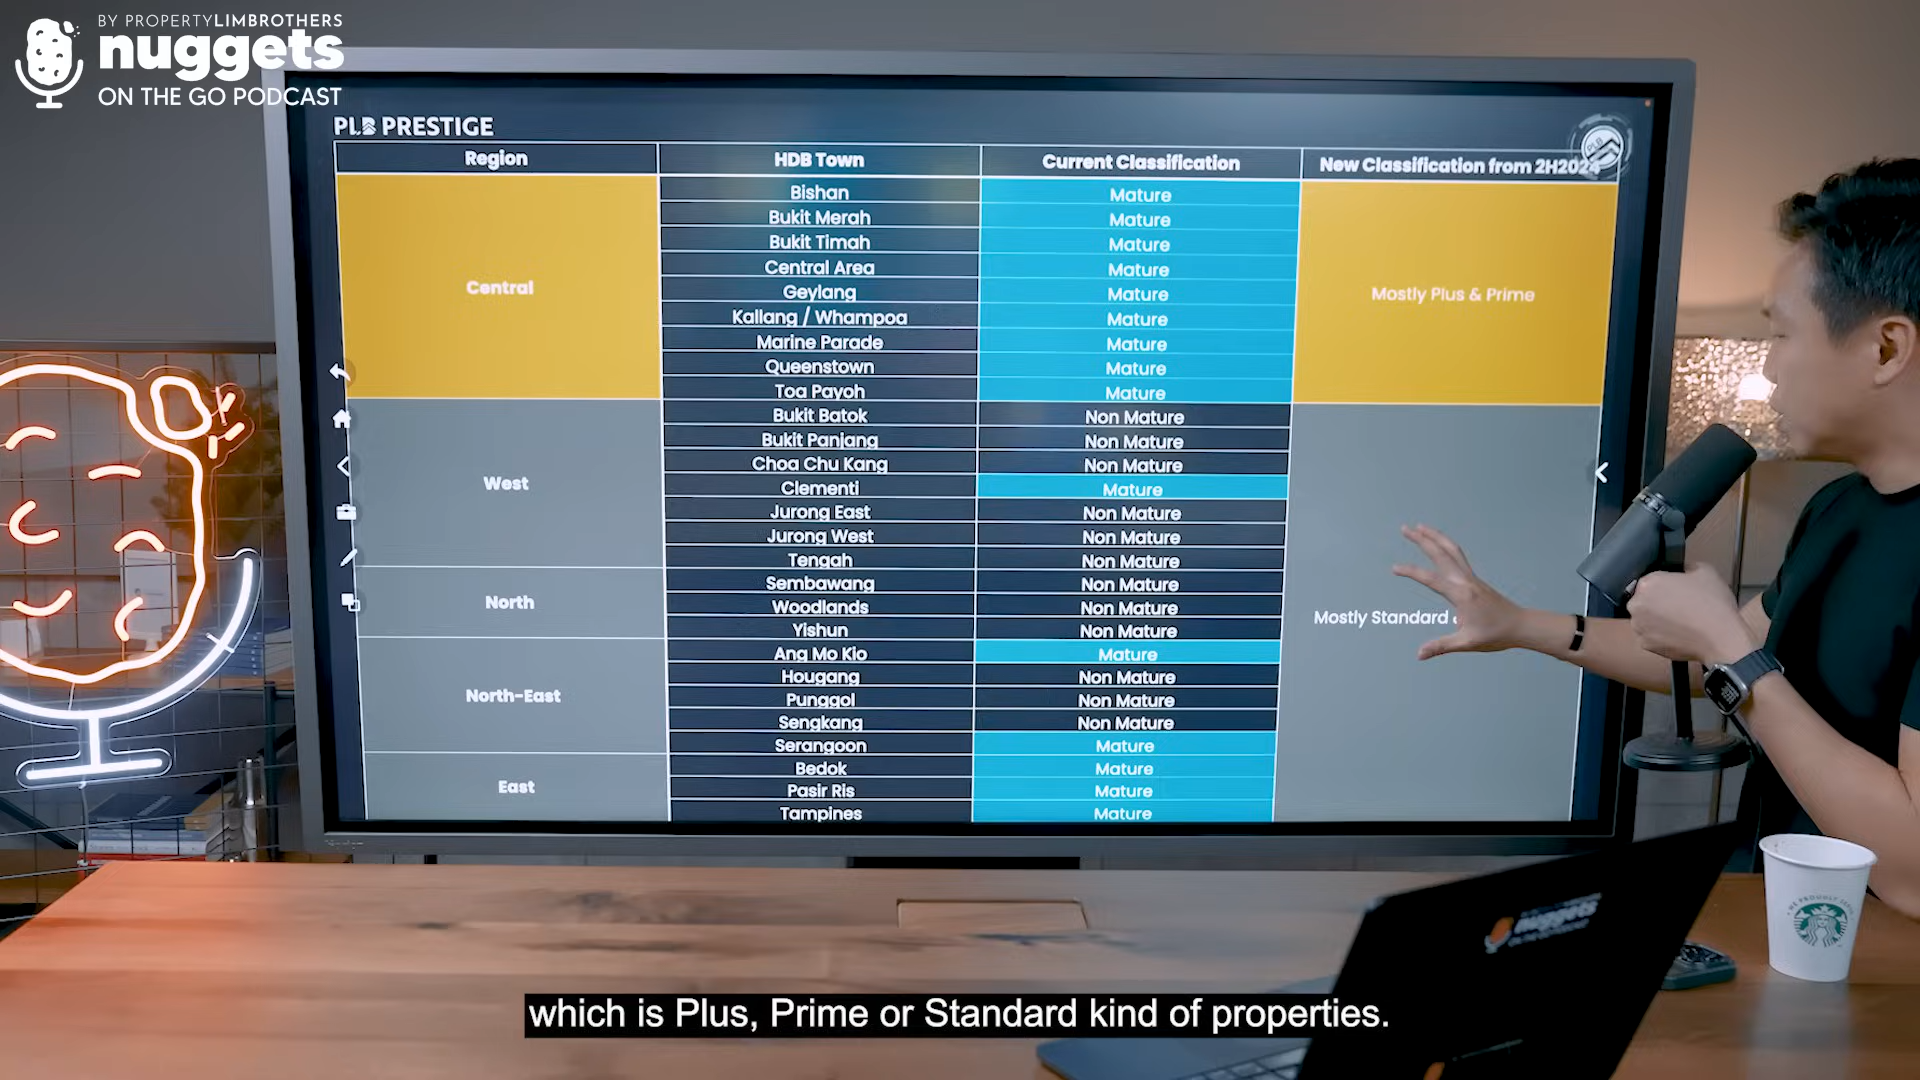 BY PROPERTYLIMBROTHERS
nuggets
ON THE GO PODCAST
PLB PRESTIGE
Region HDB Town Current Classification New Classification from 2H2024
Central Bishan Mature Mostly Plus & Prime
Bukit Merah Mature
Bukit Timah Mature
Central Area Mature
Geylang Mature
Kallang / Whampoa Mature
Marine Parade Mature
Queenstown Mature
Toa Payoh Mature
West Bukit Batok Non Mature Mostly Standard
Bukit Panjang Non Mature
Choa Chu Kang Non Mature
Clementi Mature
Jurong East Non Mature
Jurong West Non Mature
Tengah Non Mature
North Sembawang Non Mature
Woodlands Non Mature
Yishun Non Mature
North-East Ang Mo Kio Mature
Hougang Non Mature
Punggol Non Mature
Sengkang Non Mature
Serangoon Mature
East Bedok Mature
Pasir Ris Mature
Tampines Mature
nuggets
which is Plus, Prime or Standard kind of properties.